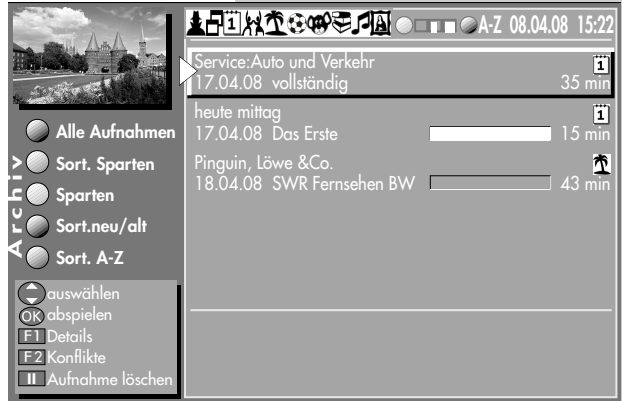 A-Z 08.04.08 15:22
Service:Auto und Verkehr
17.04.08 vollständig 35 min
heute mittag
17.04.08 Das Erste 15 min
Pinguin, Löwe &Co.
18.04.08 SWR Fernsehen BW 43 min
Archiv
Alle Aufnahmen
Sort. Sparten
Sparten
Sort.neu/alt
Sort. A-Z
auswählen
OK abspielen
F1 Details
F2 Konflikte
Aufnahme löschen